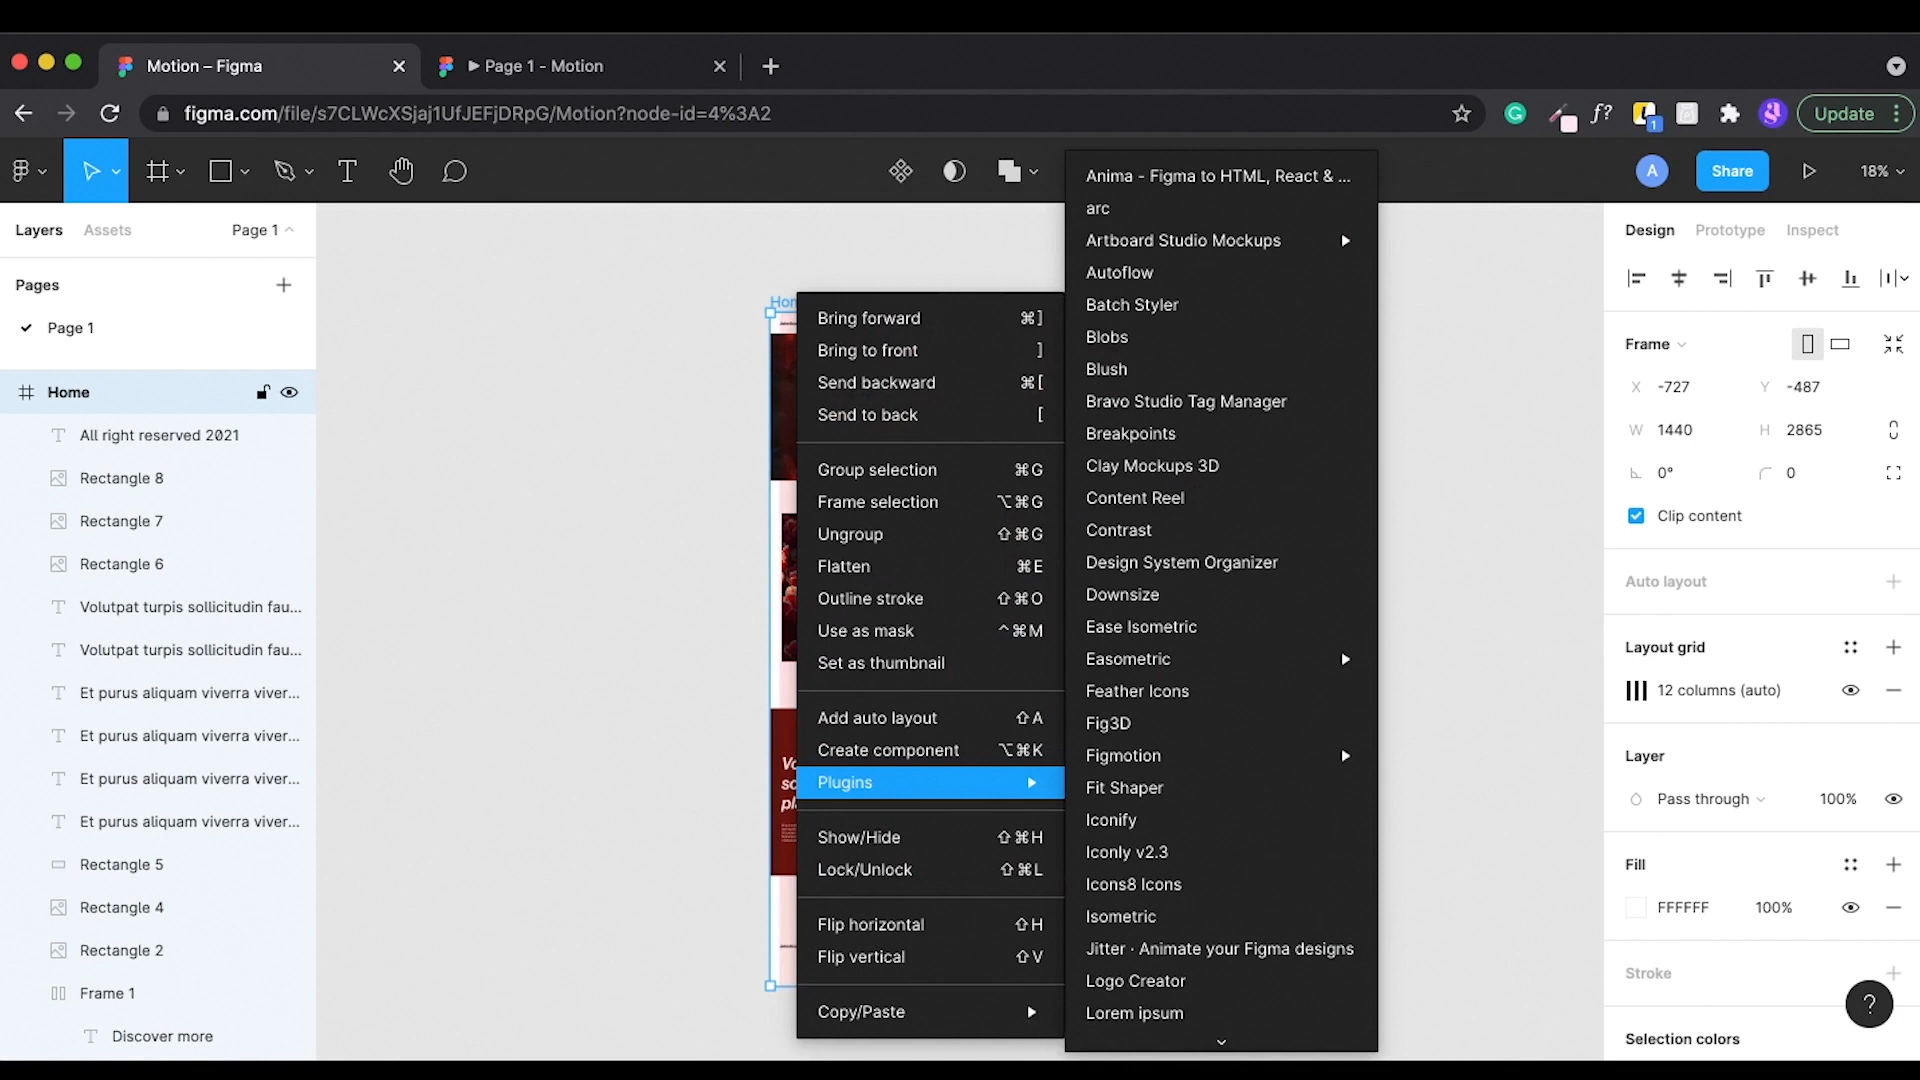 Motion – Figma
▶ Page 1 - Motion
figma.com/file/s7CLWcXSjaj1UfJEFjDRpG/Motion?node-id=4%3A2
G
f?
1
Update
T
A
Share
18%
Layers
Assets
Page 1
Pages
Page 1
Home
All right reserved 2021
Rectangle 8
Rectangle 7
Rectangle 6
Volutpat turpis sollicitudin fau...
Volutpat turpis sollicitudin fau...
Et purus aliquam viverra viver...
Et purus aliquam viverra viver...
Et purus aliquam viverra viver...
Et purus aliquam viverra viver...
Rectangle 5
Rectangle 4
Rectangle 2
Frame 1
Discover more
Bring forward ⌘]
Bring to front ]
Send backward ⌘[
Send to back [
Group selection ⌘G
Frame selection ⌥⌘G
Ungroup ⇧⌘G
Flatten ⌘E
Outline stroke ⇧⌘O
Use as mask ^⌘M
Set as thumbnail
Add auto layout ⇧A
Create component ⌥⌘K
Plugins
Show/Hide ⇧⌘H
Lock/Unlock ⇧⌘L
Flip horizontal ⇧H
Flip vertical ⇧V
Copy/Paste
Anima - Figma to HTML, React & ...
arc
Artboard Studio Mockups
Autoflow
Batch Styler
Blobs
Blush
Bravo Studio Tag Manager
Breakpoints
Clay Mockups 3D
Content Reel
Contrast
Design System Organizer
Downsize
Ease Isometric
Easometric
Feather Icons
Fig3D
Figmotion
Fit Shaper
Iconify
Iconly v2.3
Icons8 Icons
Isometric
Jitter · Animate your Figma designs
Logo Creator
Lorem ipsum
Design
Prototype
Inspect
Frame
X -727
Y -487
W 1440
H 2865
0°
0
Clip content
Auto layout
Layout grid
12 columns (auto)
Layer
Pass through 100%
Fill
FFFFFF 100%
Stroke
Selection colors
?